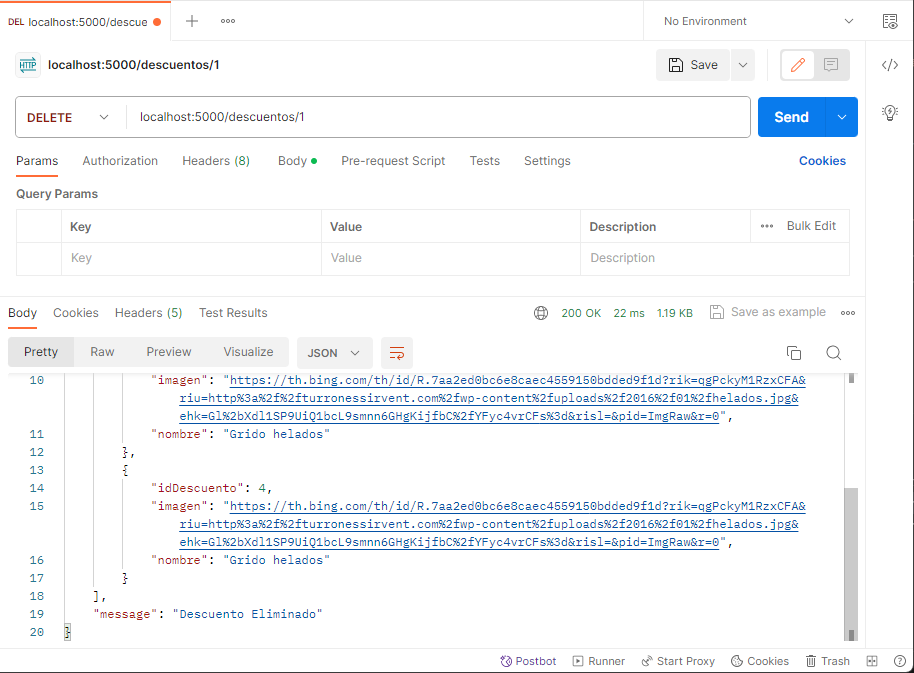 DEL localhost:5000/descue
No Environment
HTTP localhost:5000/descuentos/1
Save
DELETE localhost:5000/descuentos/1
Send
Params Authorization Headers (8) Body Pre-request Script Tests Settings Cookies
Query Params
Key Value Description Bulk Edit
Key Value Description
Body Cookies Headers (5) Test Results 200 OK 22 ms 1.19 KB Save as example
Pretty Raw Preview Visualize JSON
10 "imagen": "https://th.bing.com/th/id/R.7aa2ed0bc6e8caec4559150bdded9f1d?rik=qgPckyM1RzxCFA&
riu=http%3a%2f%2fturronessirvent.com%2fwp-content%2fuploads%2f2016%2f01%2fhelados.jpg&
ehk=Gl%2bXdl1SP9UiQ1bcL9smnn6GHgKijfbC%2fYFyc4vrCFs%3d&risl=&pid=ImgRaw&r=0",
11 "nombre": "Grido helados"
12 },
13 {
14 "idDescuento": 4,
15 "imagen": "https://th.bing.com/th/id/R.7aa2ed0bc6e8caec4559150bdded9f1d?rik=qgPckyM1RzxCFA&
riu=http%3a%2f%2fturronessirvent.com%2fwp-content%2fuploads%2f2016%2f01%2fhelados.jpg&
ehk=Gl%2bXdl1SP9UiQ1bcL9smnn6GHgKijfbC%2fYFyc4vrCFs%3d&risl=&pid=ImgRaw&r=0",
16 "nombre": "Grido helados"
17 }
18 ],
19 "message": "Descuento Eliminado"
20 }
Postbot Runner Start Proxy Cookies Trash